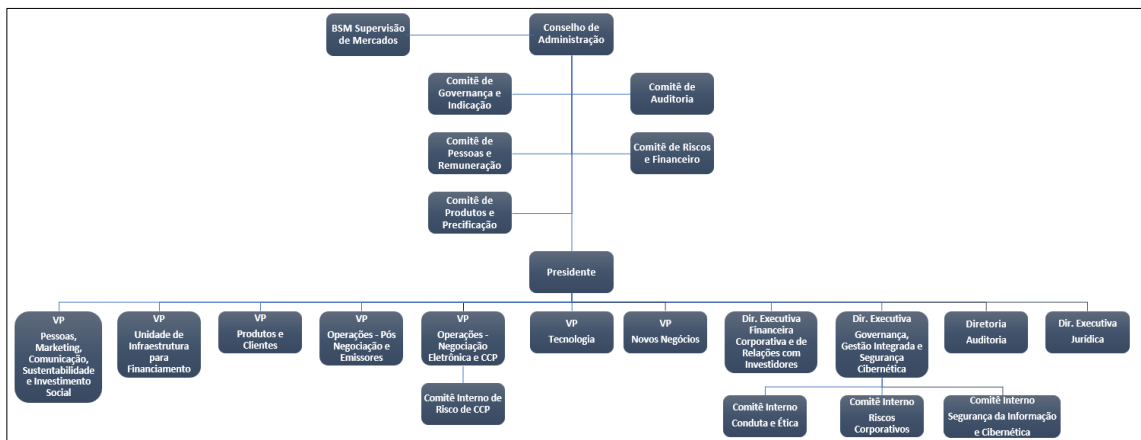 BSM Supervisão
de Mercados
Conselho de
Administração
Comitê de
Governança e
Indicação
Comitê de
Auditoria
Comitê de
Pessoas e
Remuneração
Comitê de Riscos
e Financeiro
Comitê de
Produtos e
Precificação
Presidente
VP
Pessoas,
Marketing,
Comunicação,
Sustentabilidade
e Investimento
Social
VP
Unidade de
Infraestrutura
para
Financiamento
VP
Produtos e
Clientes
VP
Operações - Pós
Negociação e
Emissores
VP
Operações -
Negociação
Eletrônica e CCP
VP
Tecnologia
VP
Novos Negócios
Dir. Executiva
Financeira
Corporativa e de
Relações com
Investidores
Dir. Executiva
Governança,
Gestão Integrada e
Segurança
Cibernética
Diretoria
Auditoria
Dir. Executiva
Jurídica
Comitê Interno de
Risco de CCP
Comitê Interno
Conduta e Ética
Comitê Interno
Riscos
Corporativos
Comitê Interno
Segurança da Informação
e Cibernética